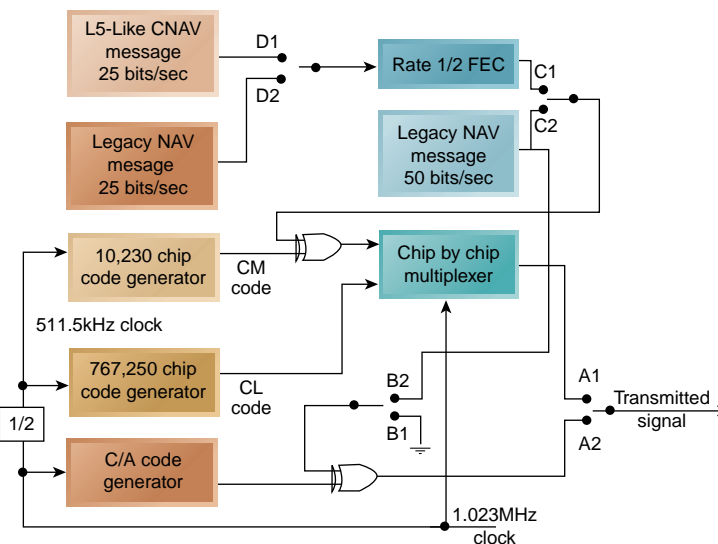 L5-Like CNAV
message
25 bits/sec
D1
D2
Rate 1/2 FEC
C1
C2
Legacy NAV
mesage
25 bits/sec
Legacy NAV
message
50 bits/sec
10,230 chip
code generator
CM
code
Chip by chip
multiplexer
511.5kHz clock
767,250 chip
code generator
CL
code
B2
B1
A1
A2
Transmitted
signal
1/2
C/A code
generator
1.023MHz
clock